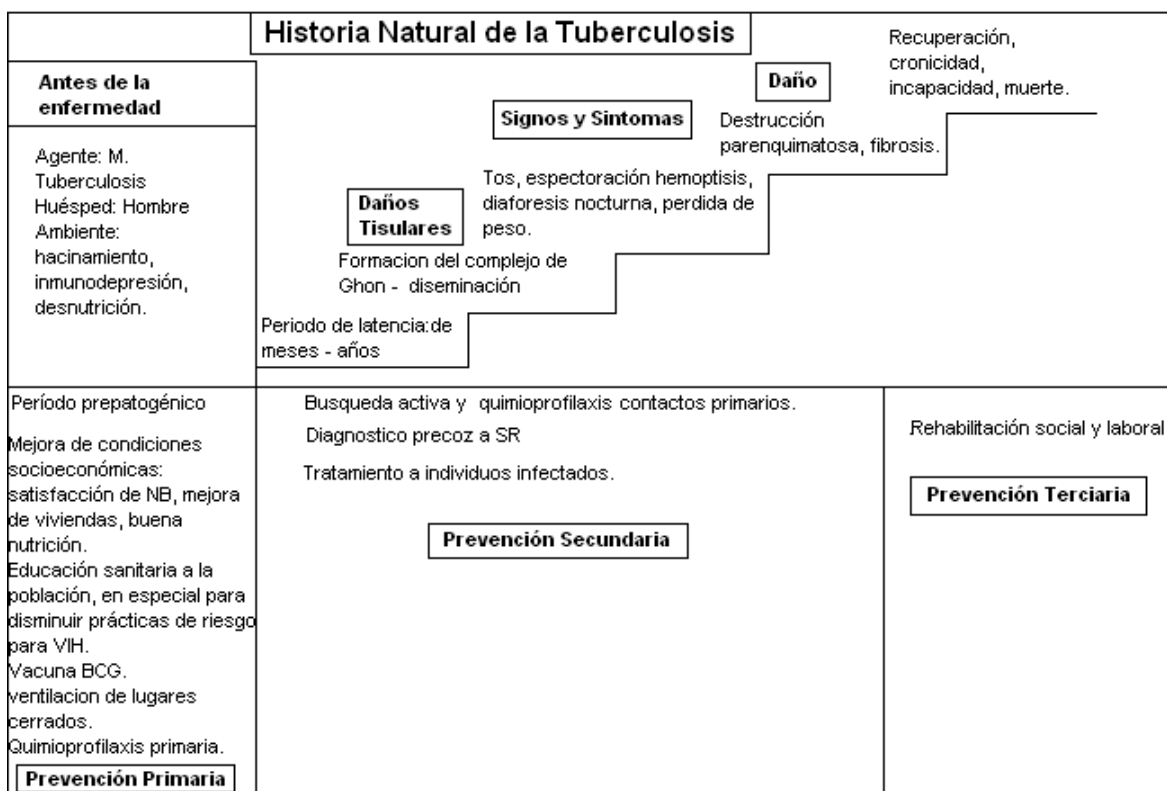 Historia Natural de la Tuberculosis
Antes de la
enfermedad
Agente: M.
Tuberculosis
Huésped: Hombre
Ambiente:
hacinamiento,
inmunodepresión,
desnutrición.
Periodo de latencia:de
meses - años
Daños
Tisulares
Formacion del complejo de
Ghon - diseminación
Signos y Sintomas
Tos, espectoración hemoptisis,
diaforesis nocturna, perdida de
peso.
Daño
Destrucción
parenquimatosa, fibrosis.
Recuperación,
cronicidad,
incapacidad, muerte.
Período prepatogénico
Mejora de condiciones
socioeconómicas:
satisfacción de NB, mejora
de viviendas, buena
nutrición.
Educación sanitaria a la
población, en especial para
disminuir prácticas de riesgo
para VIH.
Vacuna BCG.
ventilacion de lugares
cerrados.
Quimioprofilaxis primaria.
Prevención Primaria
Busqueda activa y quimioprofilaxis contactos primarios.
Diagnostico precoz a SR
Tratamiento a individuos infectados.
Prevención Secundaria
Rehabilitación social y laboral
Prevención Terciaria